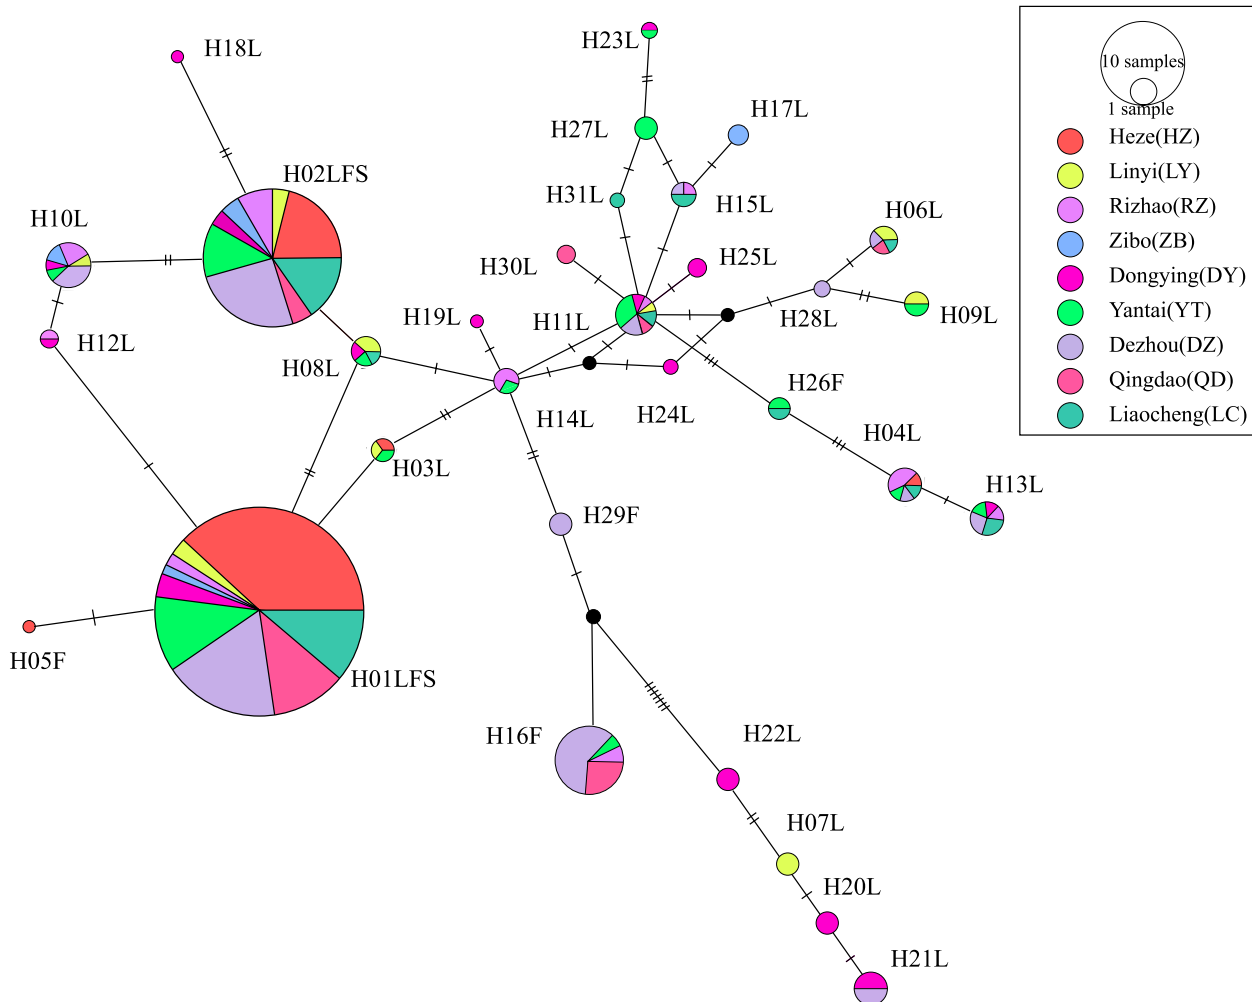 H18L
H23L
H27L
H17L
H02LFS
H10L
H31L
H15L
H06L
H30L
H25L
H19L
H11L
H28L
H09L
H12L
H08L
H14L
H24L
H26F
H03L
H04L
H13L
H29F
H05F
H01LFS
H16F
H22L
H07L
H20L
H21L
10 samples
1 sample
Heze(HZ)
Linyi(LY)
Rizhao(RZ)
Zibo(ZB)
Dongying(DY)
Yantai(YT)
Dezhou(DZ)
Qingdao(QD)
Liaocheng(LC)